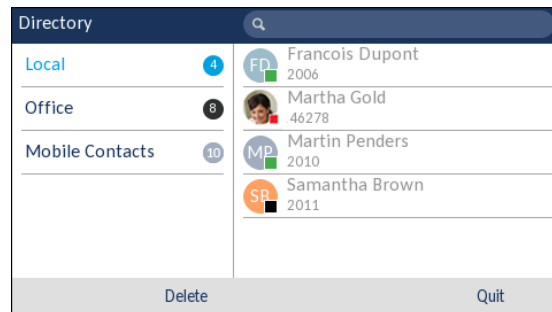 Directory
Local
4
Office
8
Mobile Contacts
10
FD
Francois Dupont
2006
Martha Gold
46278
MP
Martin Penders
2010
SB
Samantha Brown
2011
Delete
Quit